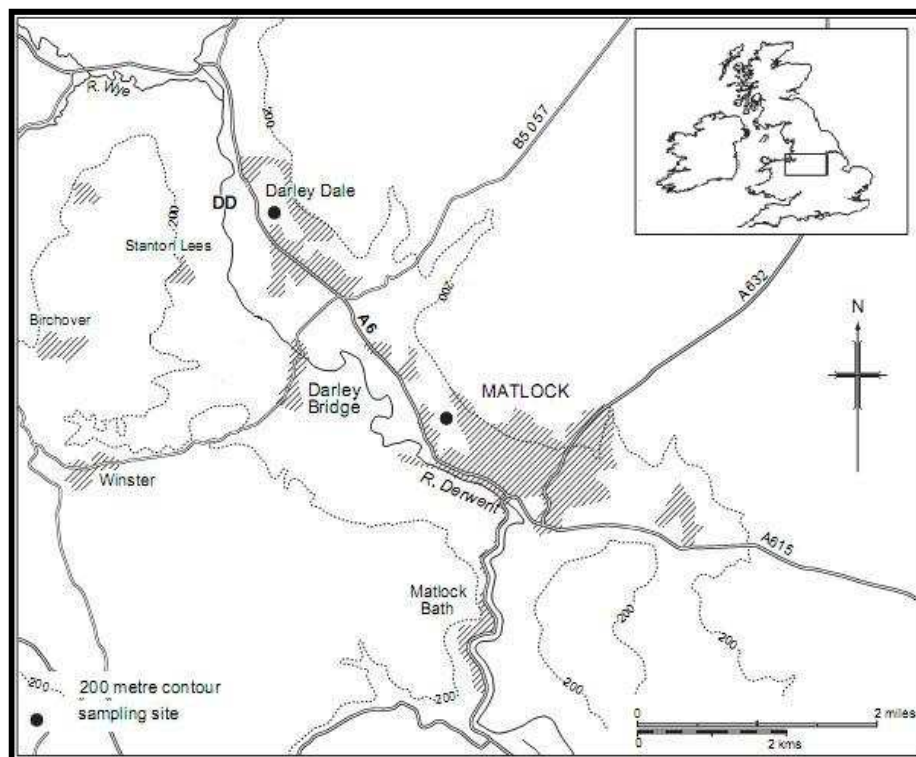 R. Wye
200
B5057
DD
Darley Dale
200
Stanton Lees
200
A632
Birchover
A6
N
MATLOCK
Darley
Bridge
Winster
R. Derwent
A615
Matlock
Bath
200
200
200
200
200
200 metre contour
sampling site
0
2 miles
0
2 kms